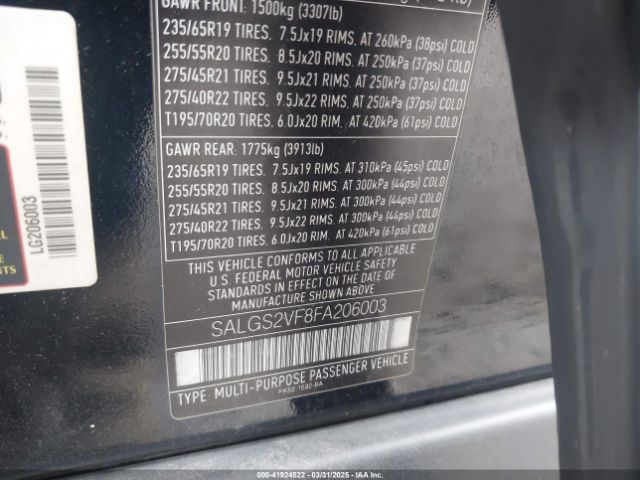 GAWR FRONT: 1500kg (3307lb)
235/65R19 TIRES. 7.5Jx19 RIMS. AT 260kPa (38psi) COLD
255/55R20 TIRES. 8.5Jx20 RIMS. AT 250kPa (37psi) COLD
275/45R21 TIRES. 9.5Jx21 RIMS. AT 250kPa (37psi) COLD
275/40R22 TIRES. 9.5Jx22 RIMS. AT 250kPa (37psi) COLD
T195/70R20 TIRES. 6.0Jx20 RIM. AT 420kPa (61psi) COLD
GAWR REAR: 1775kg (3913lb)
235/65R19 TIRES. 7.5Jx19 RIMS. AT 310kPa (45psi) COLD
255/55R20 TIRES. 8.5Jx20 RIMS. AT 300kPa (44psi) COLD
275/45R21 TIRES. 9.5Jx21 RIMS. AT 300kPa (44psi) COLD
275/40R22 TIRES. 9.5Jx22 RIMS. AT 300kPa (44psi) COLD
T195/70R20 TIRES. 6.0Jx20 RIM. AT 420kPa (61psi) COLD
THIS VEHICLE CONFORMS TO ALL APPLICABLE
U.S. FEDERAL MOTOR VEHICLE SAFETY
STANDARDS IN EFFECT ON THE DATE OF
MANUFACTURE SHOWN ABOVE.
SALGS2VF8FA206003
TYPE: MULTI-PURPOSE PASSENGER VEHICLE
FK52-1532-BA
LG206003
000-41924522 - 03/31/2025 - IAAI.COM